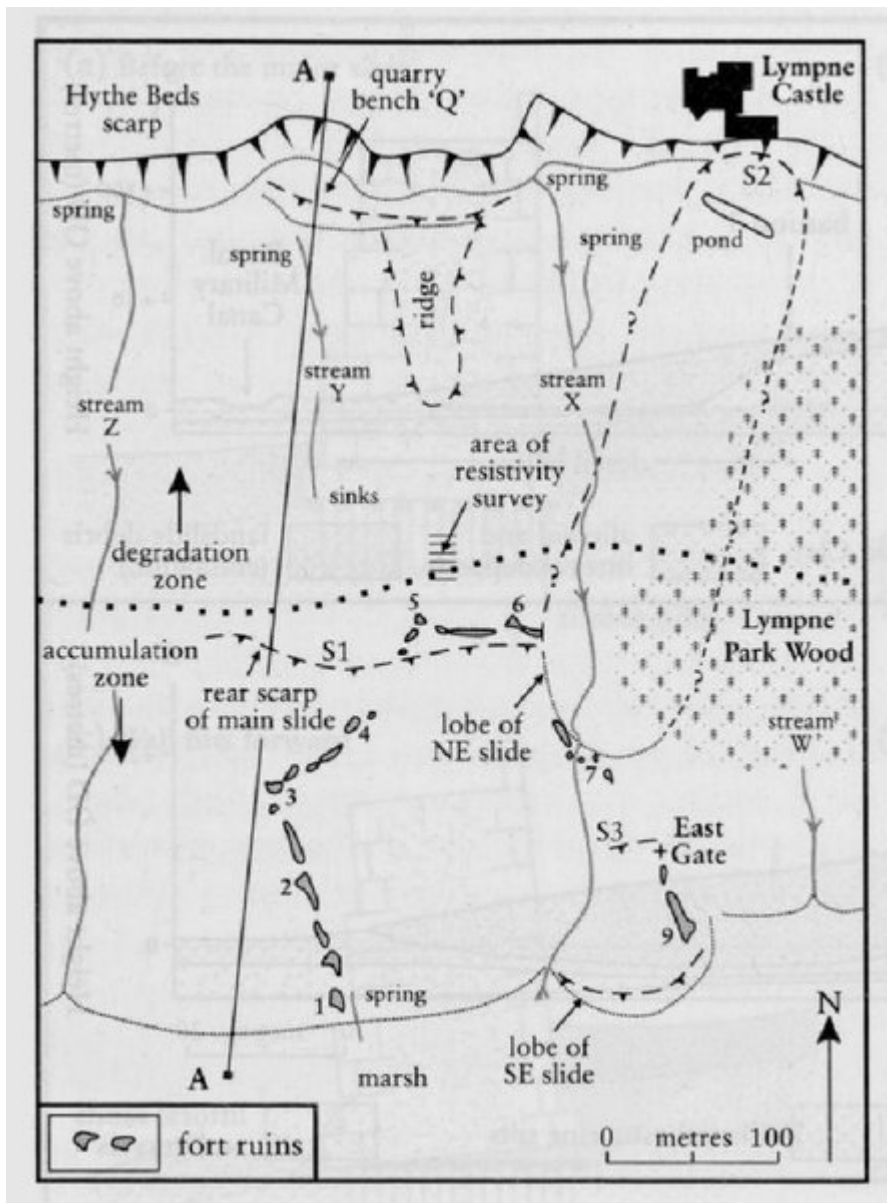 A
quarry
bench 'Q'
Hythe Beds
scarp
Lympne
Castle
spring
spring
S2
spring
spring
pond
ridge
stream
Z
stream
Y
stream
X
area of
resistivity
survey
sinks
degradation
zone
?
?
?
?
5
6
accumulation
zone
S1
Lympne
Park Wood
rear scarp
of main slide
4
lobe of
NE slide
stream
W
7
3
S3
East
Gate
2
9
1
spring
lobe of
SE slide
N
A
marsh
fort ruins
0 metres 100